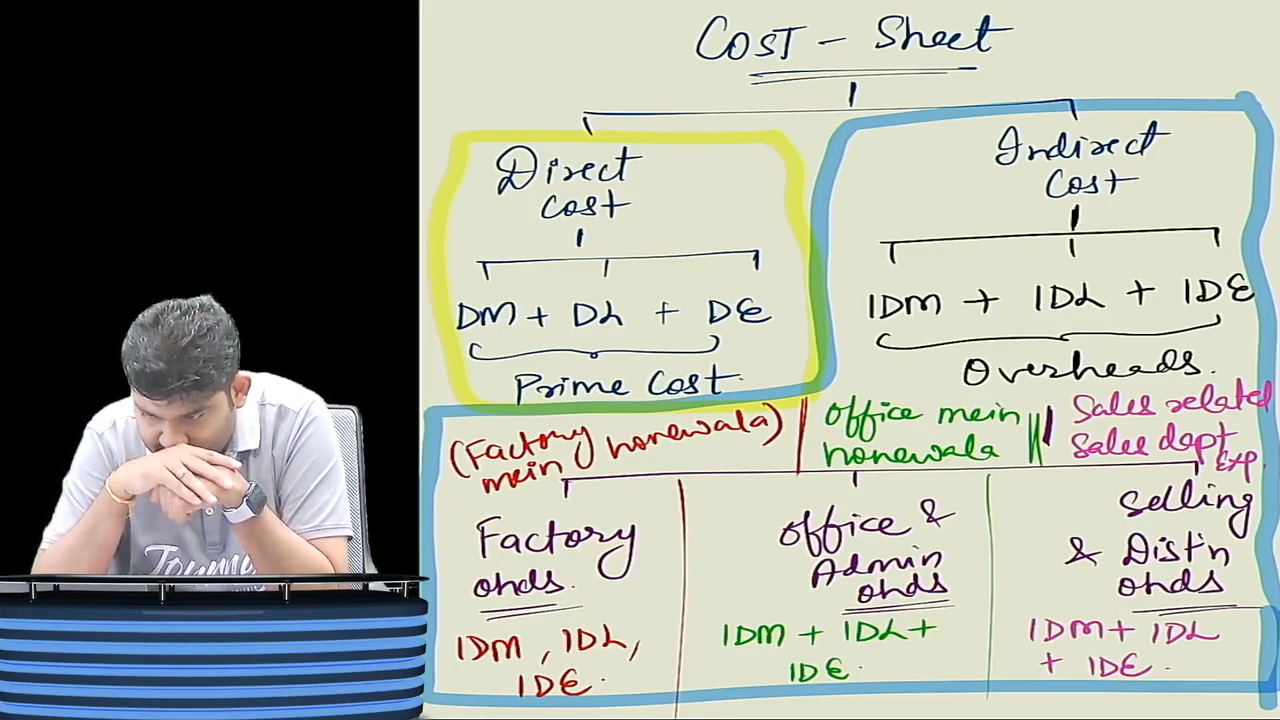 COST - Sheet
Direct
Cost
DM + DL + DE
Prime Cost.
Indirect
Cost
IDM + IDL + IDE
Overheads.
(Factory
mein honewala)
office mein
honewala
Sales related
Sales dept
Exp.
Factory
ohds.
IDM, IDL,
IDE.
office &
Admin
ohds
IDM + IDL +
IDE.
Selling
& Dist'n
ohds
IDM + IDL
+ IDE.